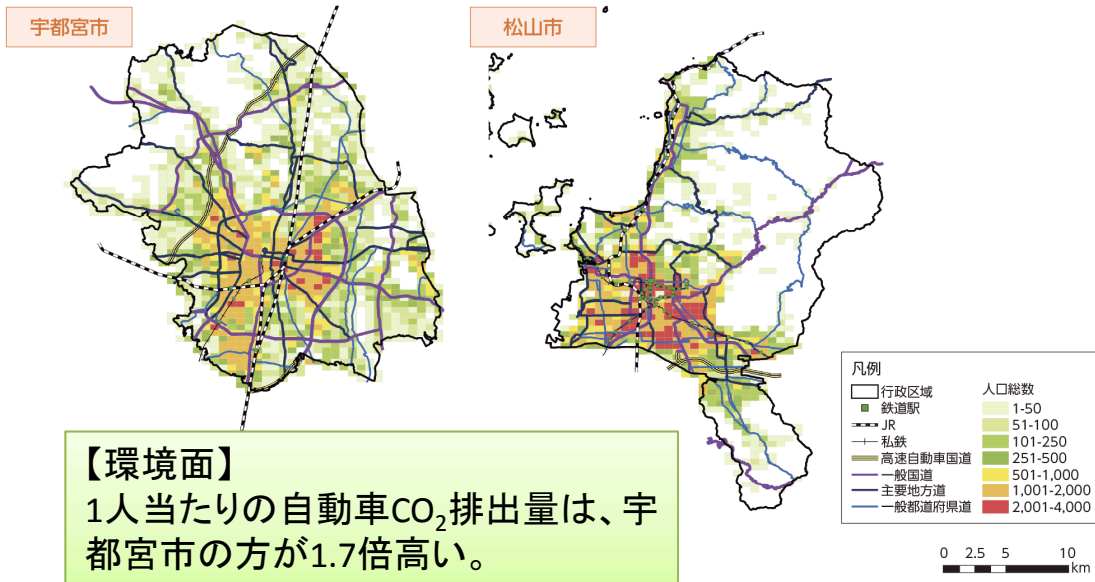 宇都宮市
松山市
凡例
行政区域
鉄道駅
JR
私鉄
高速自動車国道
一般国道
主要地方道
一般都道府県道
人口総数
1-50
51-100
101-250
251-500
501-1,000
1,001-2,000
2,001-4,000
【環境面】
1人当たりの自動車CO₂排出量は、宇
都宮市の方が1.7倍高い。
0 2.5 5 10
km